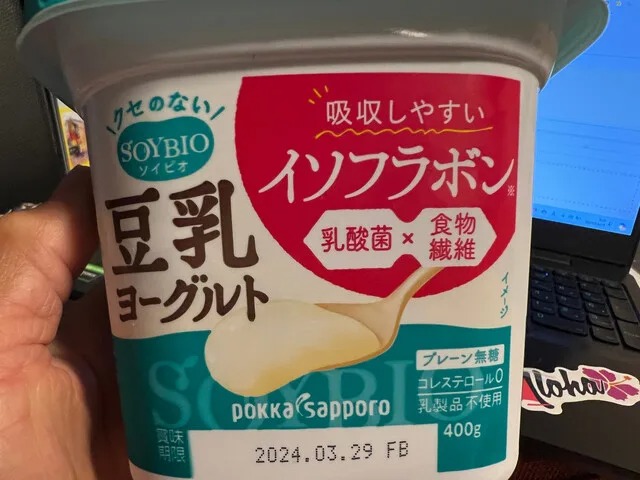 クセのない
SOYBIO
ソイビオ
豆乳
ヨーグルト
吸収しやすい
イソフラボン※
乳酸菌×食物繊維
イメージ
プレーン無糖
コレステロール0
乳製品不使用
400g
SOYBIO
pokka sapporo
賞味期限
2024.03.29 FB
Aloha